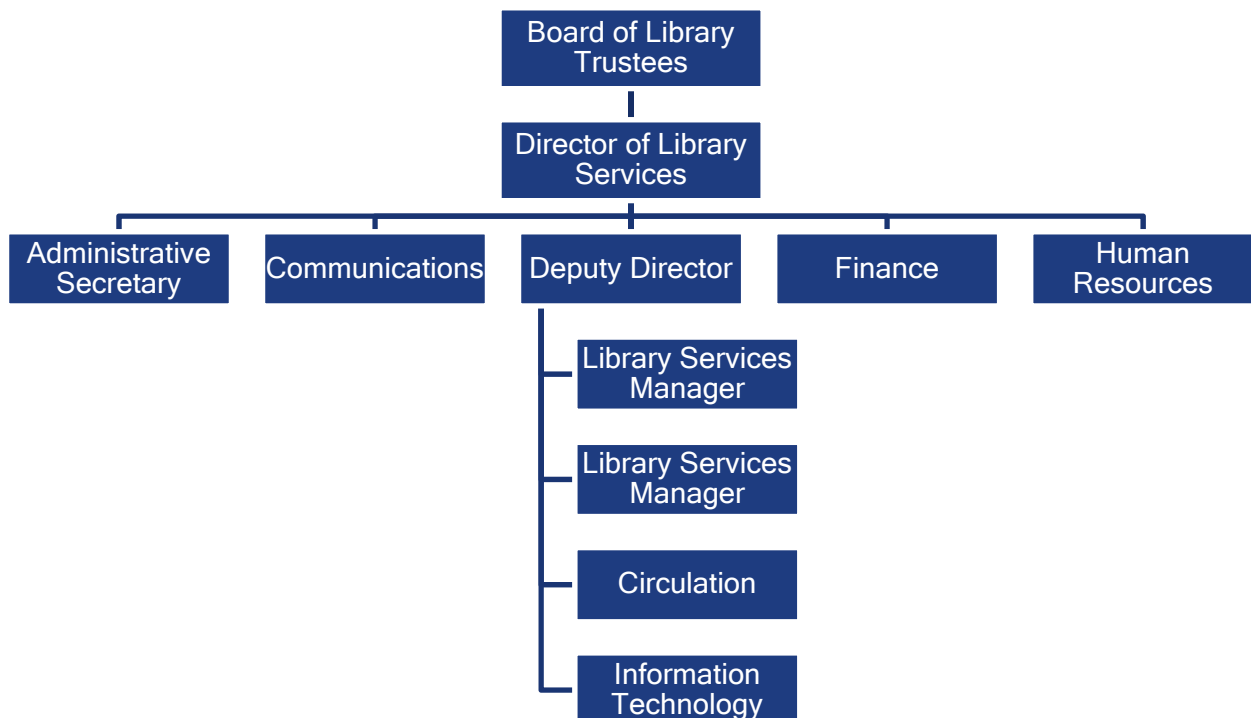 Board of Library
Trustees
Director of Library
Services
Administrative
Secretary
Communications
Deputy Director
Finance
Human
Resources
Library Services
Manager
Library Services
Manager
Circulation
Information
Technology